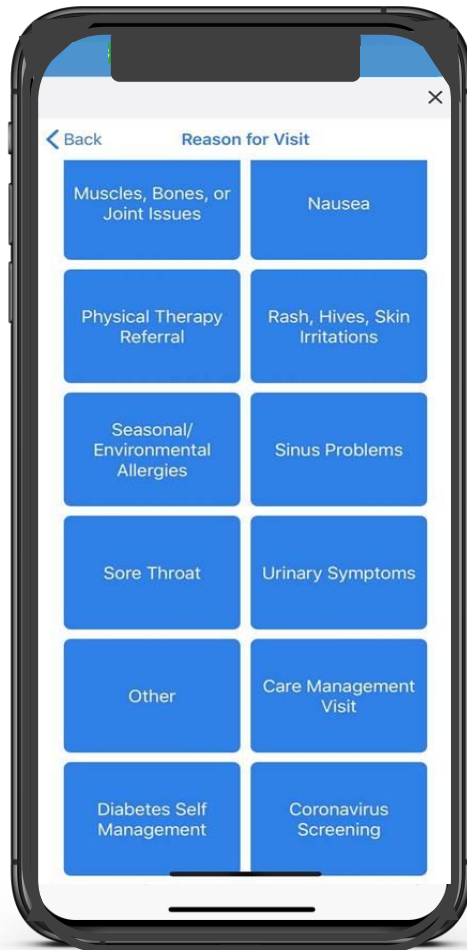 Back
Reason for Visit
Muscles, Bones, or
Joint Issues
Nausea
Physical Therapy
Referral
Rash, Hives, Skin
Irritations
Seasonal/
Environmental
Allergies
Sinus Problems
Sore Throat
Urinary Symptoms
Other
Care Management
Visit
Diabetes Self
Management
Coronavirus
Screening